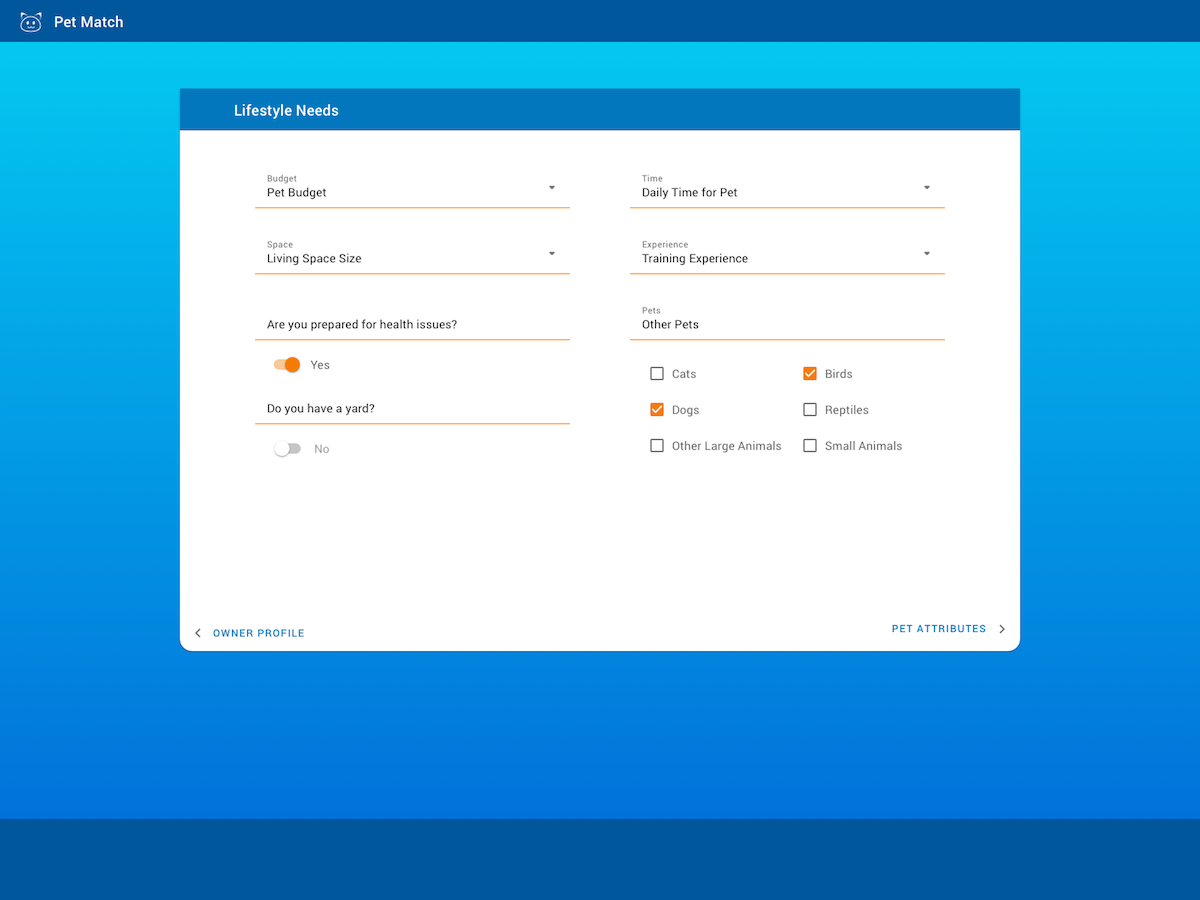 Pet Match
Lifestyle Needs
Budget
Pet Budget
Time
Daily Time for Pet
Space
Living Space Size
Experience
Training Experience
Are you prepared for health issues?
Yes
Do you have a yard?
No
Pets
Other Pets
Cats
Birds
Dogs
Reptiles
Other Large Animals
Small Animals
OWNER PROFILE
PET ATTRIBUTES